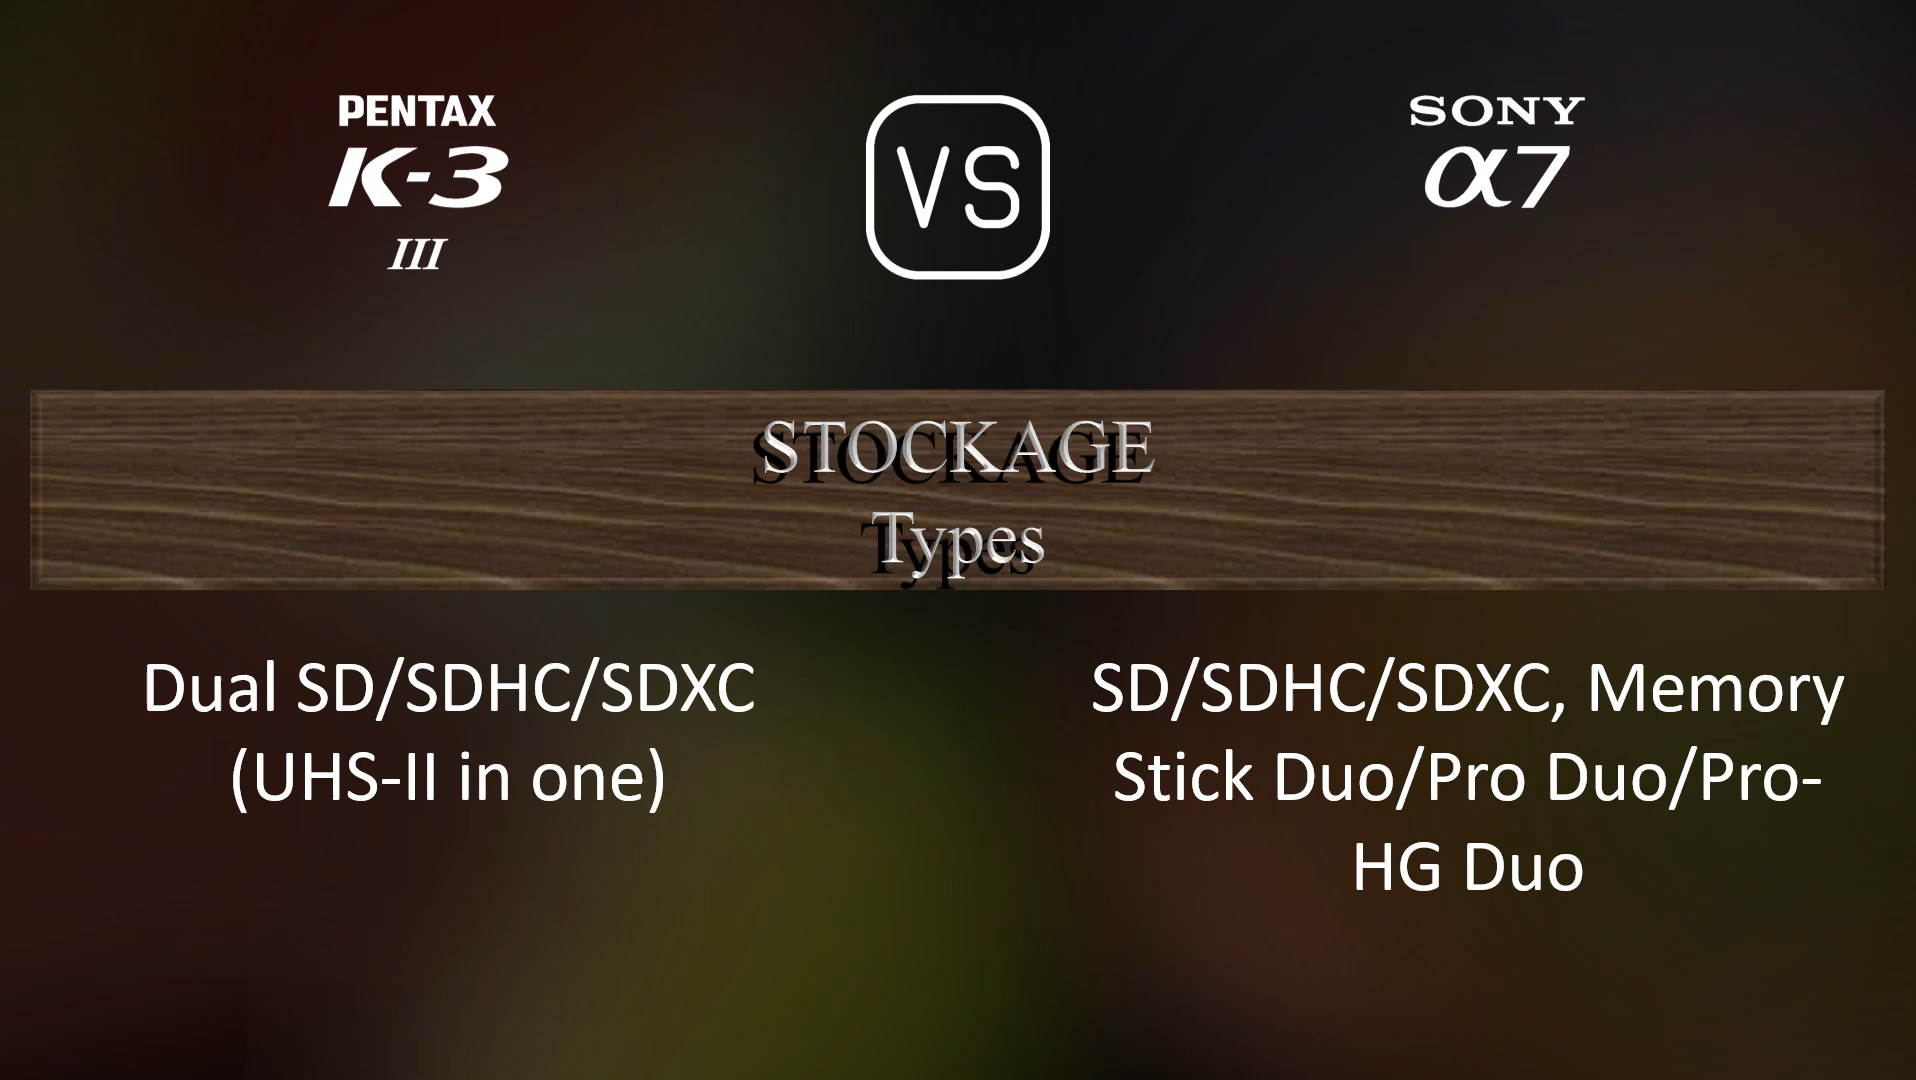 PENTAX
K-3
III
VS
SONY
α7
STOCKAGE
Types
Dual SD/SDHC/SDXC
(UHS-II in one)
SD/SDHC/SDXC, Memory
Stick Duo/Pro Duo/Pro-
HG Duo